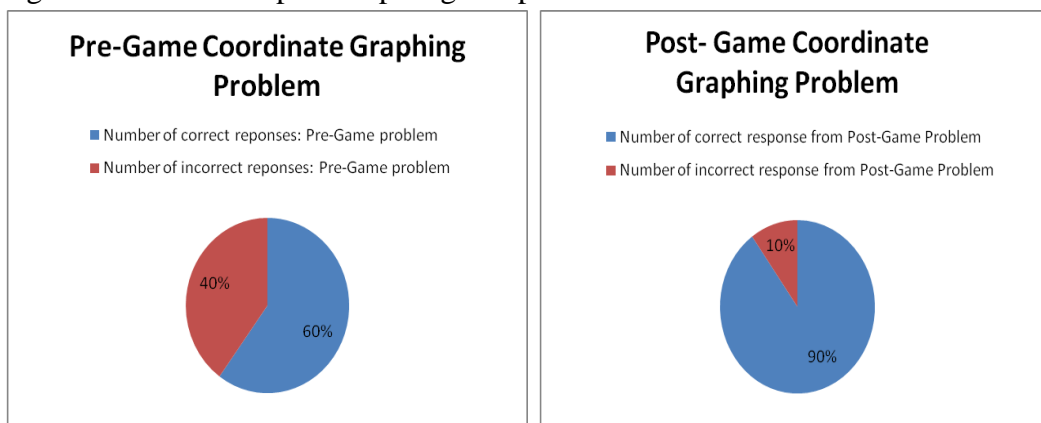 Pre-Game Coordinate Graphing
Problem
Number of correct reponses: Pre-Game problem
Number of incorrect reponses: Pre-Game problem
40%
60%
Post- Game Coordinate
Graphing Problem
Number of correct response from Post-Game Problem
Number of incorrect response from Post-Game Problem
10%
90%